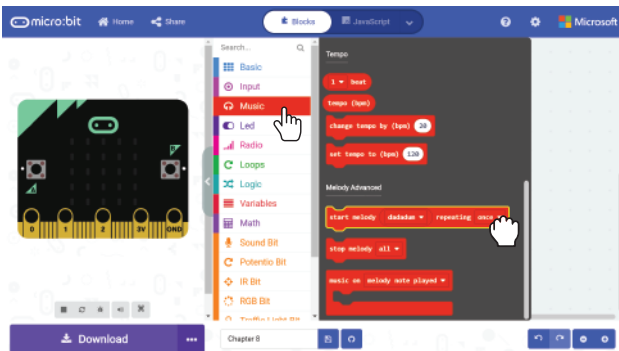 micro:bit Home Share Blocks JavaScript Microsoft
Search...
Basic
Input
Music
Led
Radio
Loops
Logic
Variables
Math
Sound Bit
Potentio Bit
IR Bit
RGB Bit
Traffic Light Bit
Tempo
1 beat
tempo (bpm)
change tempo by (bpm) 20
set tempo to (bpm) 120
Melody Advanced
start melody dadadum repeating once
stop melody all
music on melody note played
A
B
0 1 2 3V GND
Download
Chapter 8